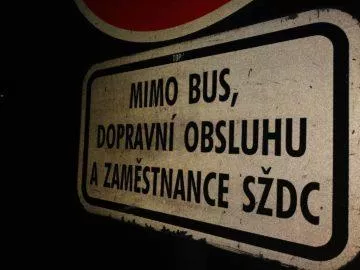 MIMO BUS,
DOPRAVNÍ OBSLUHU
A ZAMĚSTNANCE SŽDC